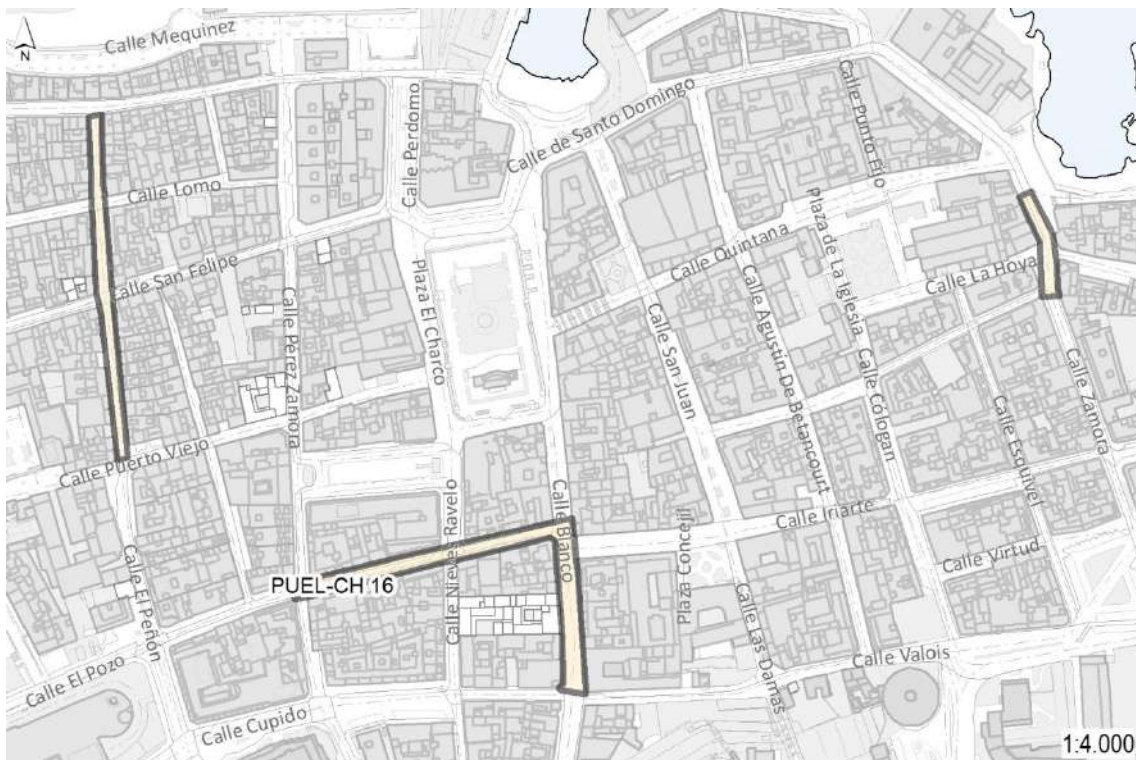 Calle Mequinez
N
Calle Perdomo
Calle de Santo Domingo
Calle Punto Fijo
Calle Lomo
Calle San Felipe
Plaza El Charco
Calle Quintana
Plaza de La Iglesia
Calle La Hoya
Calle Perez Zamora
Calle San Juan
Calle Agustin De Betancourt
Calle Cólogan
Calle Zamora
Calle Esquivel
Calle Puerto Viejo
Calle Nieves Ravelo
Calle Blanco
Calle Iriarte
Plaza Concejil
Calle Virtud
Calle El Peñón
PUEL-CH 16
Calle Las Damas
Calle Valois
Calle El Pozo
Calle Cupido
1:4.000